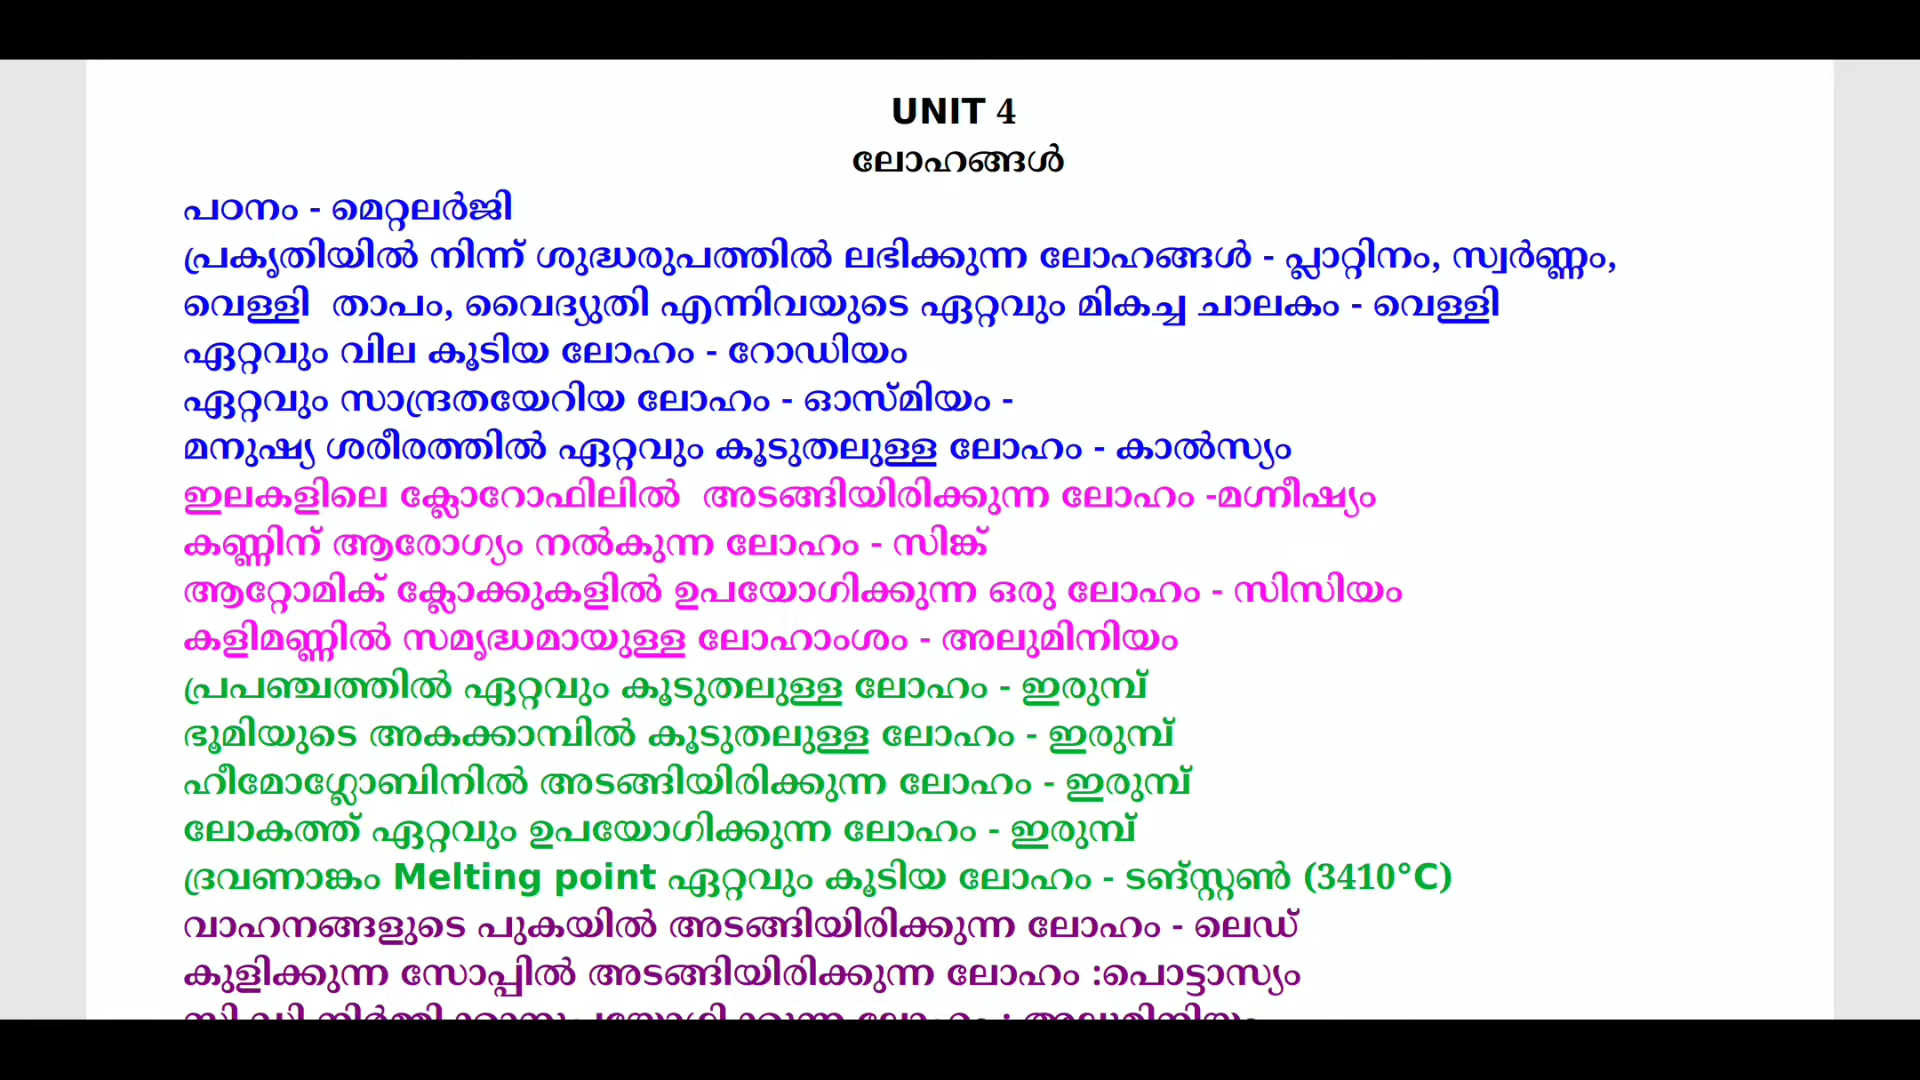 UNIT 4
ലോഹങ്ങൾ
പഠനം - മെറ്റലർജി
പ്രകൃതിയിൽ നിന്ന് ശുദ്ധരുപത്തിൽ ലഭിക്കുന്ന ലോഹങ്ങൾ - പ്ലാറ്റിനം, സ്വർണ്ണം,
വെള്ളി താപം, വൈദ്യുതി എന്നിവയുടെ ഏറ്റവും മികച്ച ചാലകം - വെള്ളി
ഏറ്റവും വില കൂടിയ ലോഹം - റോഡിയം
ഏറ്റവും സാന്ദ്രതയേറിയ ലോഹം - ഓസ്മിയം -
മനുഷ്യ ശരീരത്തിൽ ഏറ്റവും കൂടുതലുള്ള ലോഹം - കാൽസ്യം
ഇലകളിലെ ക്ലോറോഫിലിൽ അടങ്ങിയിരിക്കുന്ന ലോഹം -മഗ്നീഷ്യം
കണ്ണിന് ആരോഗ്യം നൽകുന്ന ലോഹം - സിങ്ക്
ആറ്റോമിക് ക്ലോക്കുകളിൽ ഉപയോഗിക്കുന്ന ഒരു ലോഹം - സിസിയം
കളിമണ്ണിൽ സമൃദ്ധമായുള്ള ലോഹാംശം - അലുമിനിയം
പ്രപഞ്ചത്തിൽ ഏറ്റവും കൂടുതലുള്ള ലോഹം - ഇരുമ്പ്
ഭൂമിയുടെ അകക്കാമ്പിൽ കൂടുതലുള്ള ലോഹം - ഇരുമ്പ്
ഹീമോഗ്ലോബിനിൽ അടങ്ങിയിരിക്കുന്ന ലോഹം - ഇരുമ്പ്
ലോകത്ത് ഏറ്റവും ഉപയോഗിക്കുന്ന ലോഹം - ഇരുമ്പ്
ദ്രവണാങ്കം Melting point ഏറ്റവും കൂടിയ ലോഹം - ടങ്സ്റ്റൺ (3410°C)
വാഹനങ്ങളുടെ പുകയിൽ അടങ്ങിയിരിക്കുന്ന ലോഹം - ലെഡ്
കുളിക്കുന്ന സോപ്പിൽ അടങ്ങിയിരിക്കുന്ന ലോഹം :പൊട്ടാസ്യം